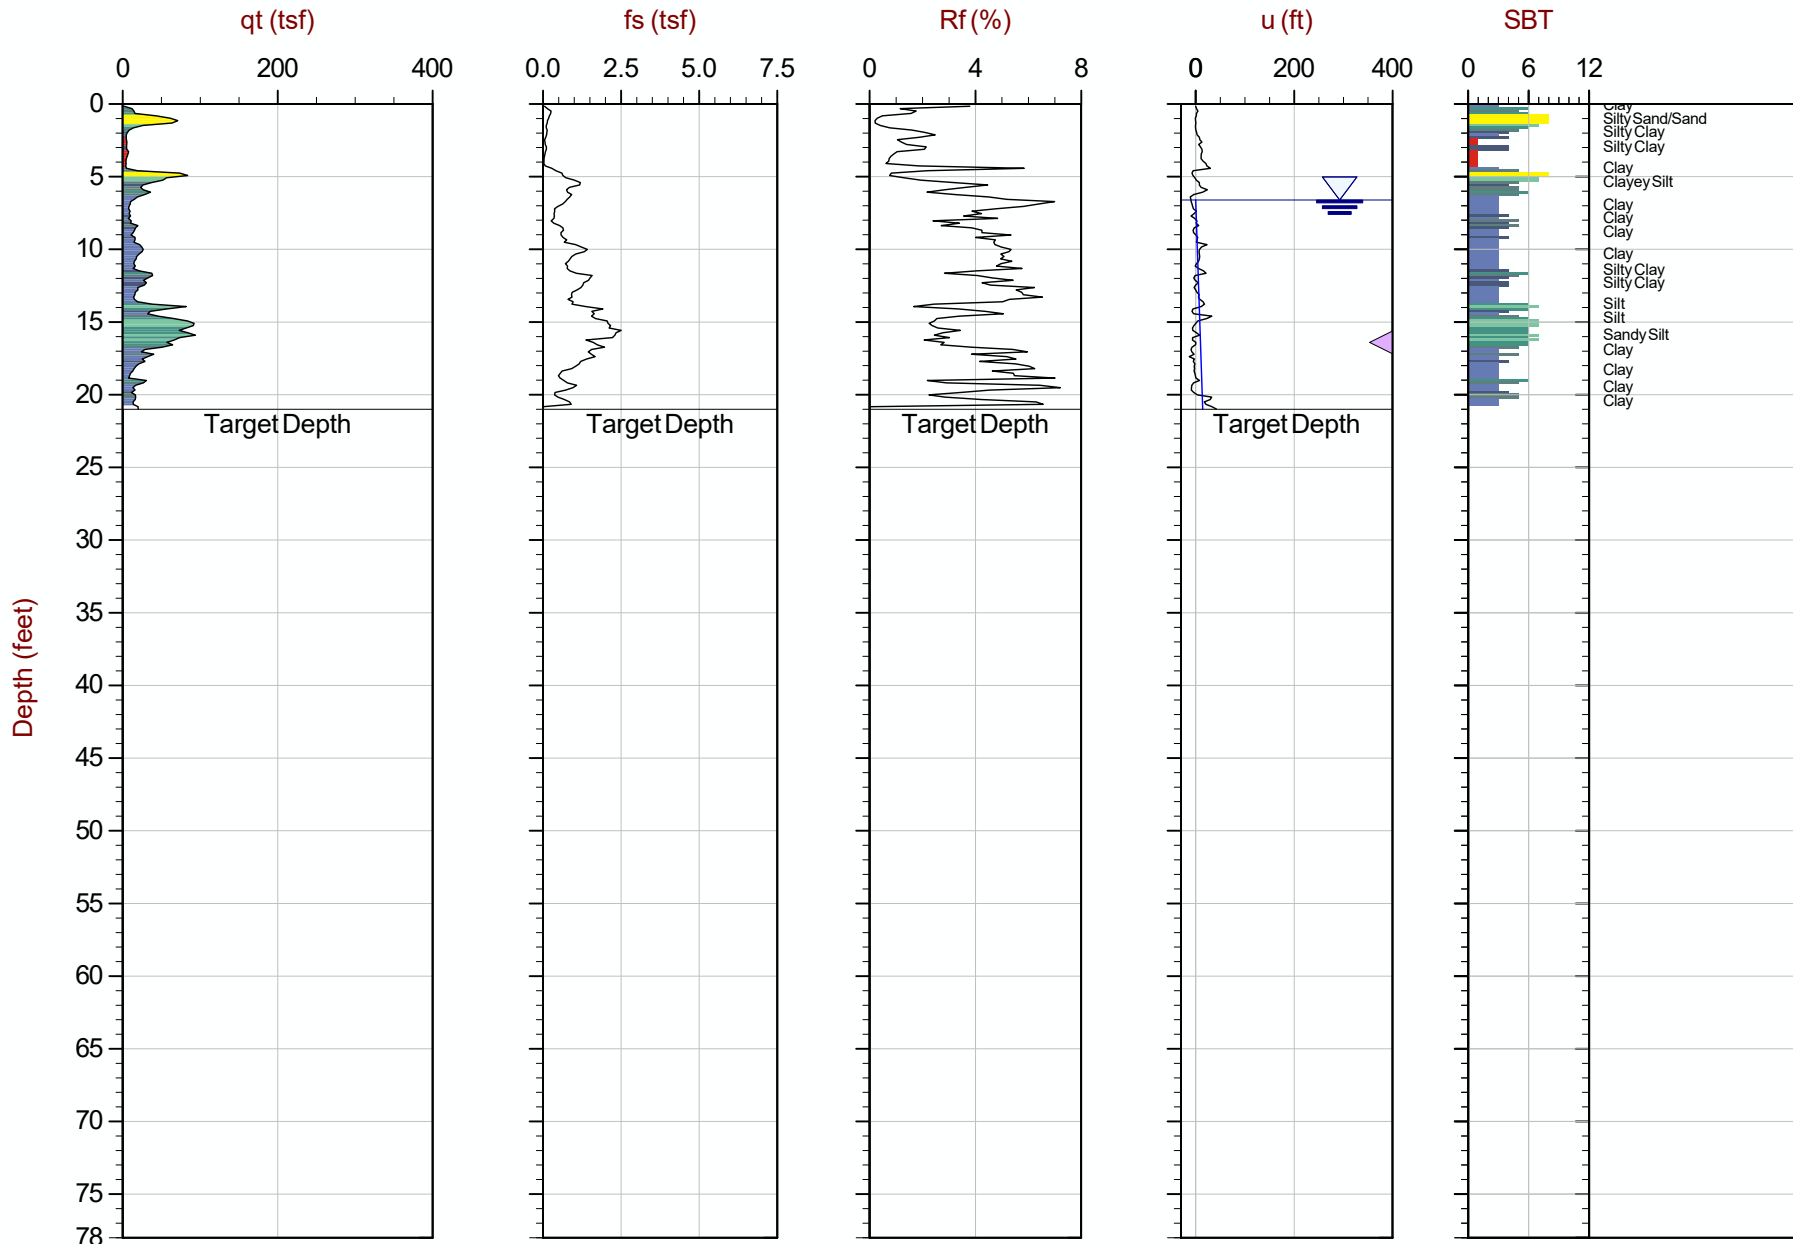 qt (tsf) fs (tsf) Rf (%) u (ft) SBT
0 200 400 0.0 2.5 5.0 7.5 0 4 8 0 200 400 0 6 12
0
Clay
Silty Sand/Sand
Silty Clay
Silty Clay
Clay
5
Clayey Silt
Clay
Clay
Clay
10
Clay
Silty Clay
Silty Clay
Silt
Silt
15
Sandy Silt
Clay
Clay
Clay
20
Clay
Target Depth Target Depth Target Depth Target Depth
25
30
35
Depth (feet)
40
45
50
55
60
65
70
75
78